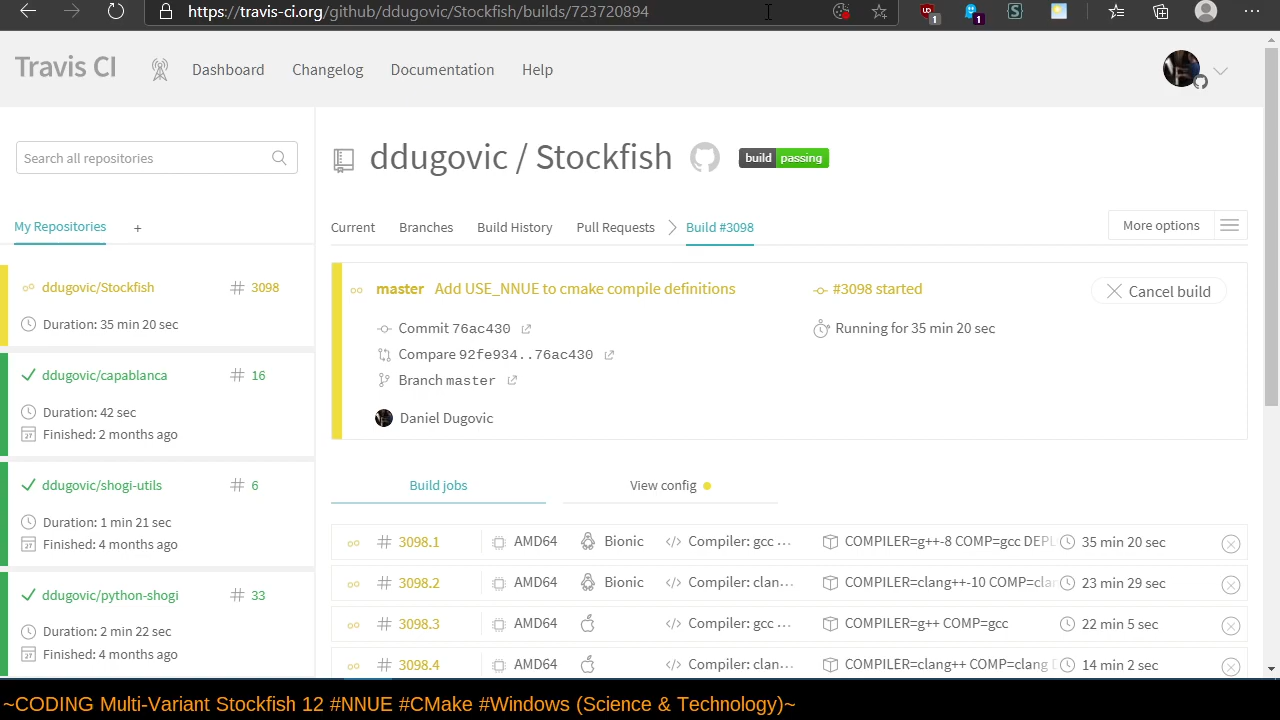 https://travis-ci.org/github/ddugovic/Stockfish/builds/723720894
1
1
Travis CI
Dashboard
Changelog
Documentation
Help
Search all repositories
My Repositories
+
ddugovic/Stockfish
# 3098
Duration: 35 min 20 sec
ddugovic/capablanca
# 16
Duration: 42 sec
Finished: 2 months ago
ddugovic/shogi-utils
# 6
Duration: 1 min 21 sec
Finished: 4 months ago
ddugovic/python-shogi
# 33
Duration: 2 min 22 sec
Finished: 4 months ago
ddugovic / Stockfish
build passing
Current
Branches
Build History
Pull Requests
Build #3098
More options
master Add USE_NNUE to cmake compile definitions
#3098 started
Cancel build
Commit 76ac430
Running for 35 min 20 sec
Compare 92fe934..76ac430
Branch master
Daniel Dugovic
Build jobs
View config
# 3098.1 AMD64 Bionic </> Compiler: gcc ... COMPILER=g++-8 COMP=gcc DEPL 35 min 20 sec
# 3098.2 AMD64 Bionic </> Compiler: clan... COMPILER=clang++-10 COMP=clan 23 min 29 sec
# 3098.3 AMD64 </> Compiler: gcc ... COMPILER=g++ COMP=gcc 22 min 5 sec
# 3098.4 AMD64 </> Compiler: clan... COMPILER=clang++ COMP=clang D 14 min 2 sec
~CODING Multi-Variant Stockfish 12 #NNUE #CMake #Windows (Science & Technology)~